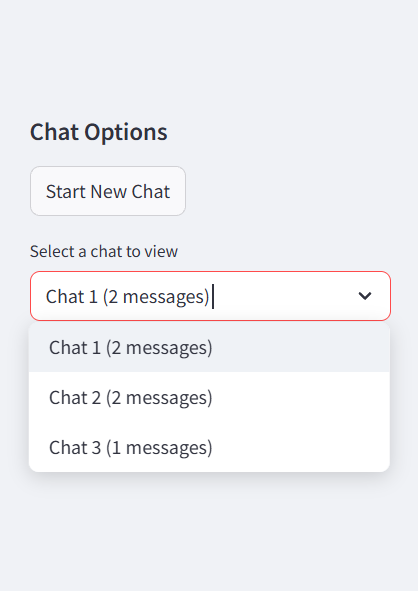 Chat Options
Start New Chat
Select a chat to view
Chat 1 (2 messages)
Chat 1 (2 messages)
Chat 2 (2 messages)
Chat 3 (1 messages)